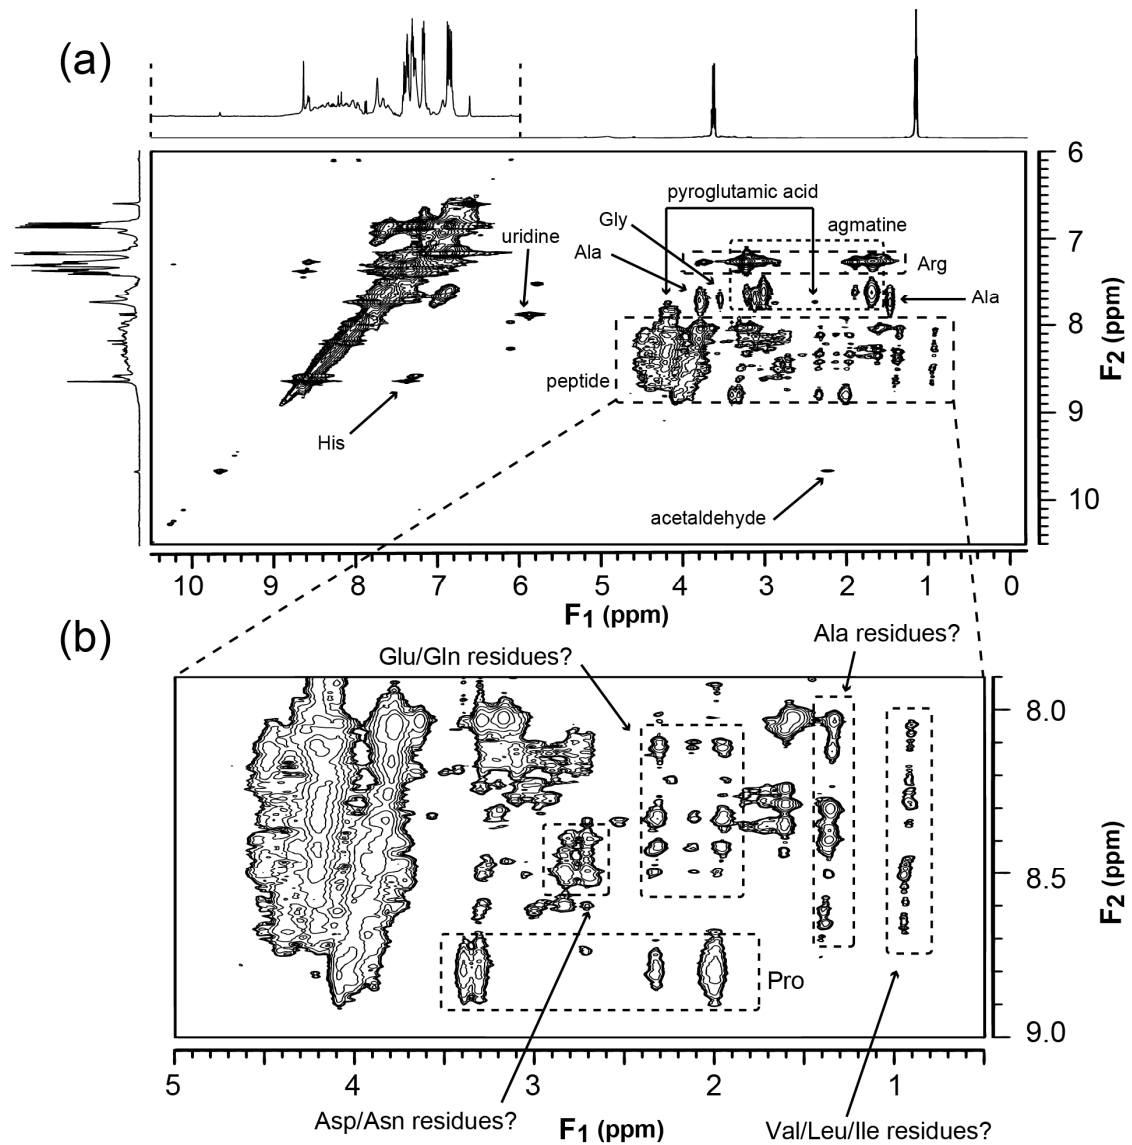 (a)
6
pyroglutamic acid
Gly
agmatine
uridine
7
Ala
Arg
Ala
8
F2 (ppm)
peptide
9
His
10
acetaldehyde
10 9 8 7 6 5 4 3 2 1 0
F1 (ppm)
(b)
Ala residues?
Glu/Gln residues?
8.0
8.5
F2 (ppm)
Pro
9.0
5 4 3 2 1
Asp/Asn residues?
F1 (ppm)
Val/Leu/Ile residues?